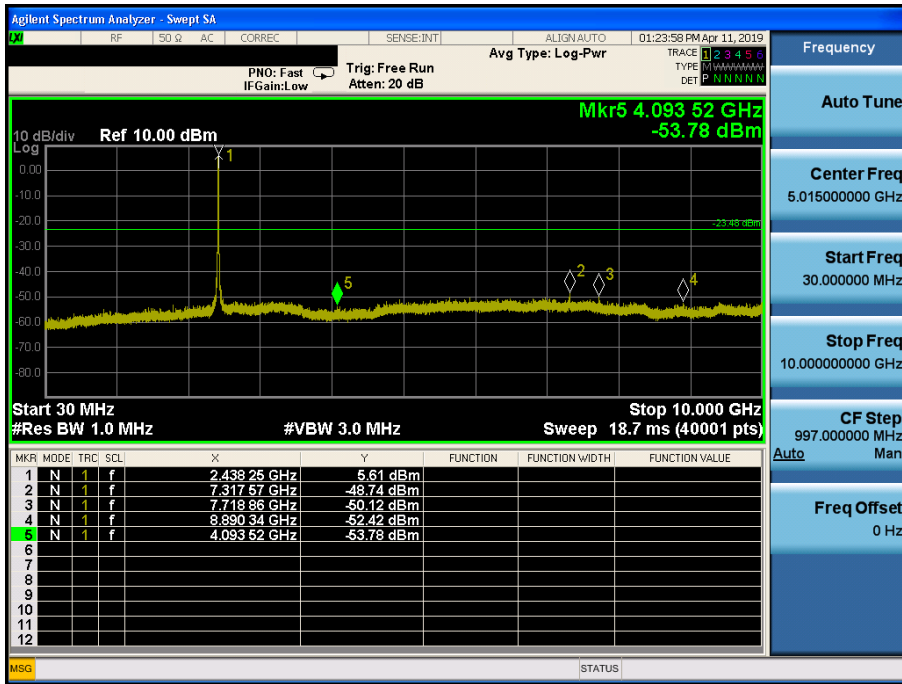 Agilent Spectrum Analyzer - Swept SA
LXI RF 50 Ω AC CORREC SENSE:INT ALIGNAUTO 01:23:58 PM Apr 11, 2019
Avg Type: Log-Pwr TRACE 1 2 3 4 5 6
PNO: Fast Trig: Free Run TYPE MWWWWW
IFGain:Low Atten: 20 dB DET P N N N N N
Mkr5 4.093 52 GHz
10 dB/div Ref 10.00 dBm -53.78 dBm
Log
1
0.00
-10.0
-20.0
-23.48 dBm
-30.0
-40.0
2 3 4
5
-50.0
-60.0
-70.0
-80.0
Start 30 MHz Stop 10.000 GHz
#Res BW 1.0 MHz #VBW 3.0 MHz Sweep 18.7 ms (40001 pts)
MKR MODE TRC SCL X Y FUNCTION FUNCTION WIDTH FUNCTION VALUE
1 N 1 f 2.438 25 GHz 5.61 dBm
2 N 1 f 7.317 57 GHz -48.74 dBm
3 N 1 f 7.718 86 GHz -50.12 dBm
4 N 1 f 8.890 34 GHz -52.42 dBm
5 N 1 f 4.093 52 GHz -53.78 dBm
6
7
8
9
10
11
12
MSG STATUS
Frequency
Auto Tune
Center Freq
5.015000000 GHz
Start Freq
30.000000 MHz
Stop Freq
10.000000000 GHz
CF Step
997.000000 MHz
Auto Man
Freq Offset
0 Hz